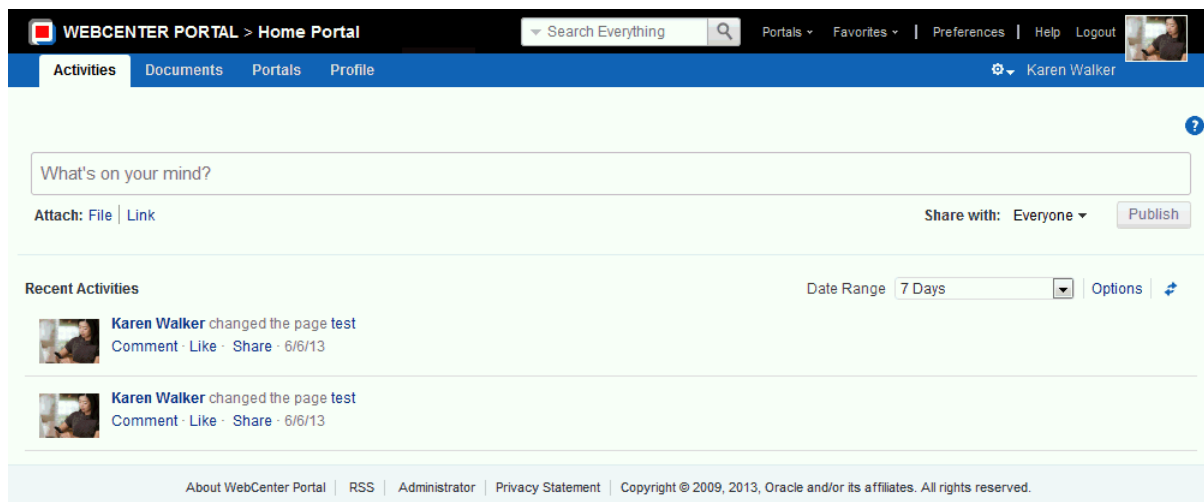 WEBCENTER PORTAL > Home Portal Search Everything Portals Favorites | Preferences | Help Logout
Activities Documents Portals Profile Karen Walker
?
What's on your mind?
Attach: File | Link Share with: Everyone Publish
Recent Activities Date Range 7 Days Options
Karen Walker changed the page test
Comment · Like · Share · 6/6/13
Karen Walker changed the page test
Comment · Like · Share · 6/6/13
About WebCenter Portal | RSS | Administrator | Privacy Statement | Copyright © 2009, 2013, Oracle and/or its affiliates. All rights reserved.